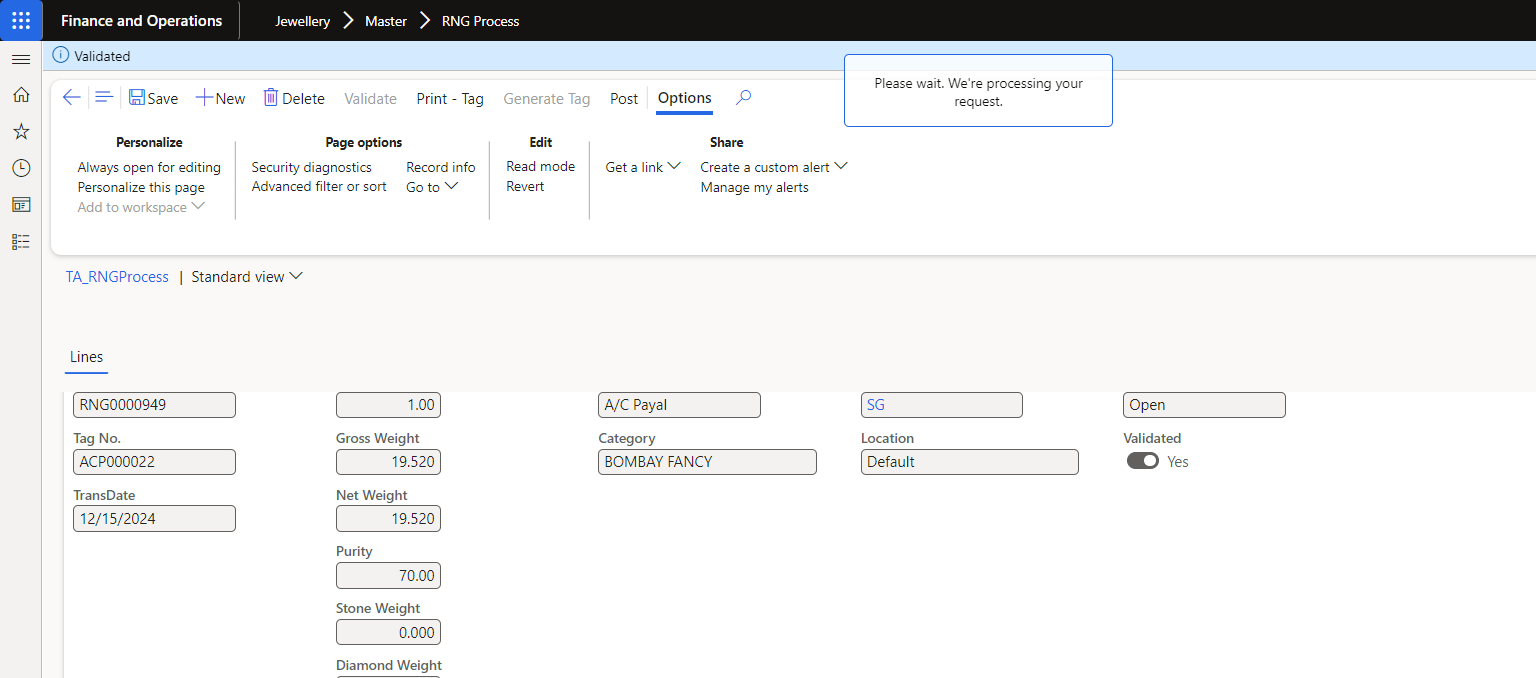 Finance and Operations
Jewellery Master RNG Process
Validated
Please wait. We're processing your
request.
Save New Delete Validate Print - Tag Generate Tag Post Options
Personalize
Always open for editing
Personalize this page
Add to workspace
Page options
Security diagnostics
Advanced filter or sort
Record info
Go to
Edit
Read mode
Revert
Share
Get a link
Create a custom alert
Manage my alerts
TA_RNGProcess | Standard view
Lines
RNG0000949
Tag No.
ACP000022
TransDate
12/15/2024
1.00
Gross Weight
19.520
Net Weight
19.520
Purity
70.00
Stone Weight
0.000
Diamond Weight
A/C Payal
Category
BOMBAY FANCY
SG
Location
Default
Open
Validated
Yes